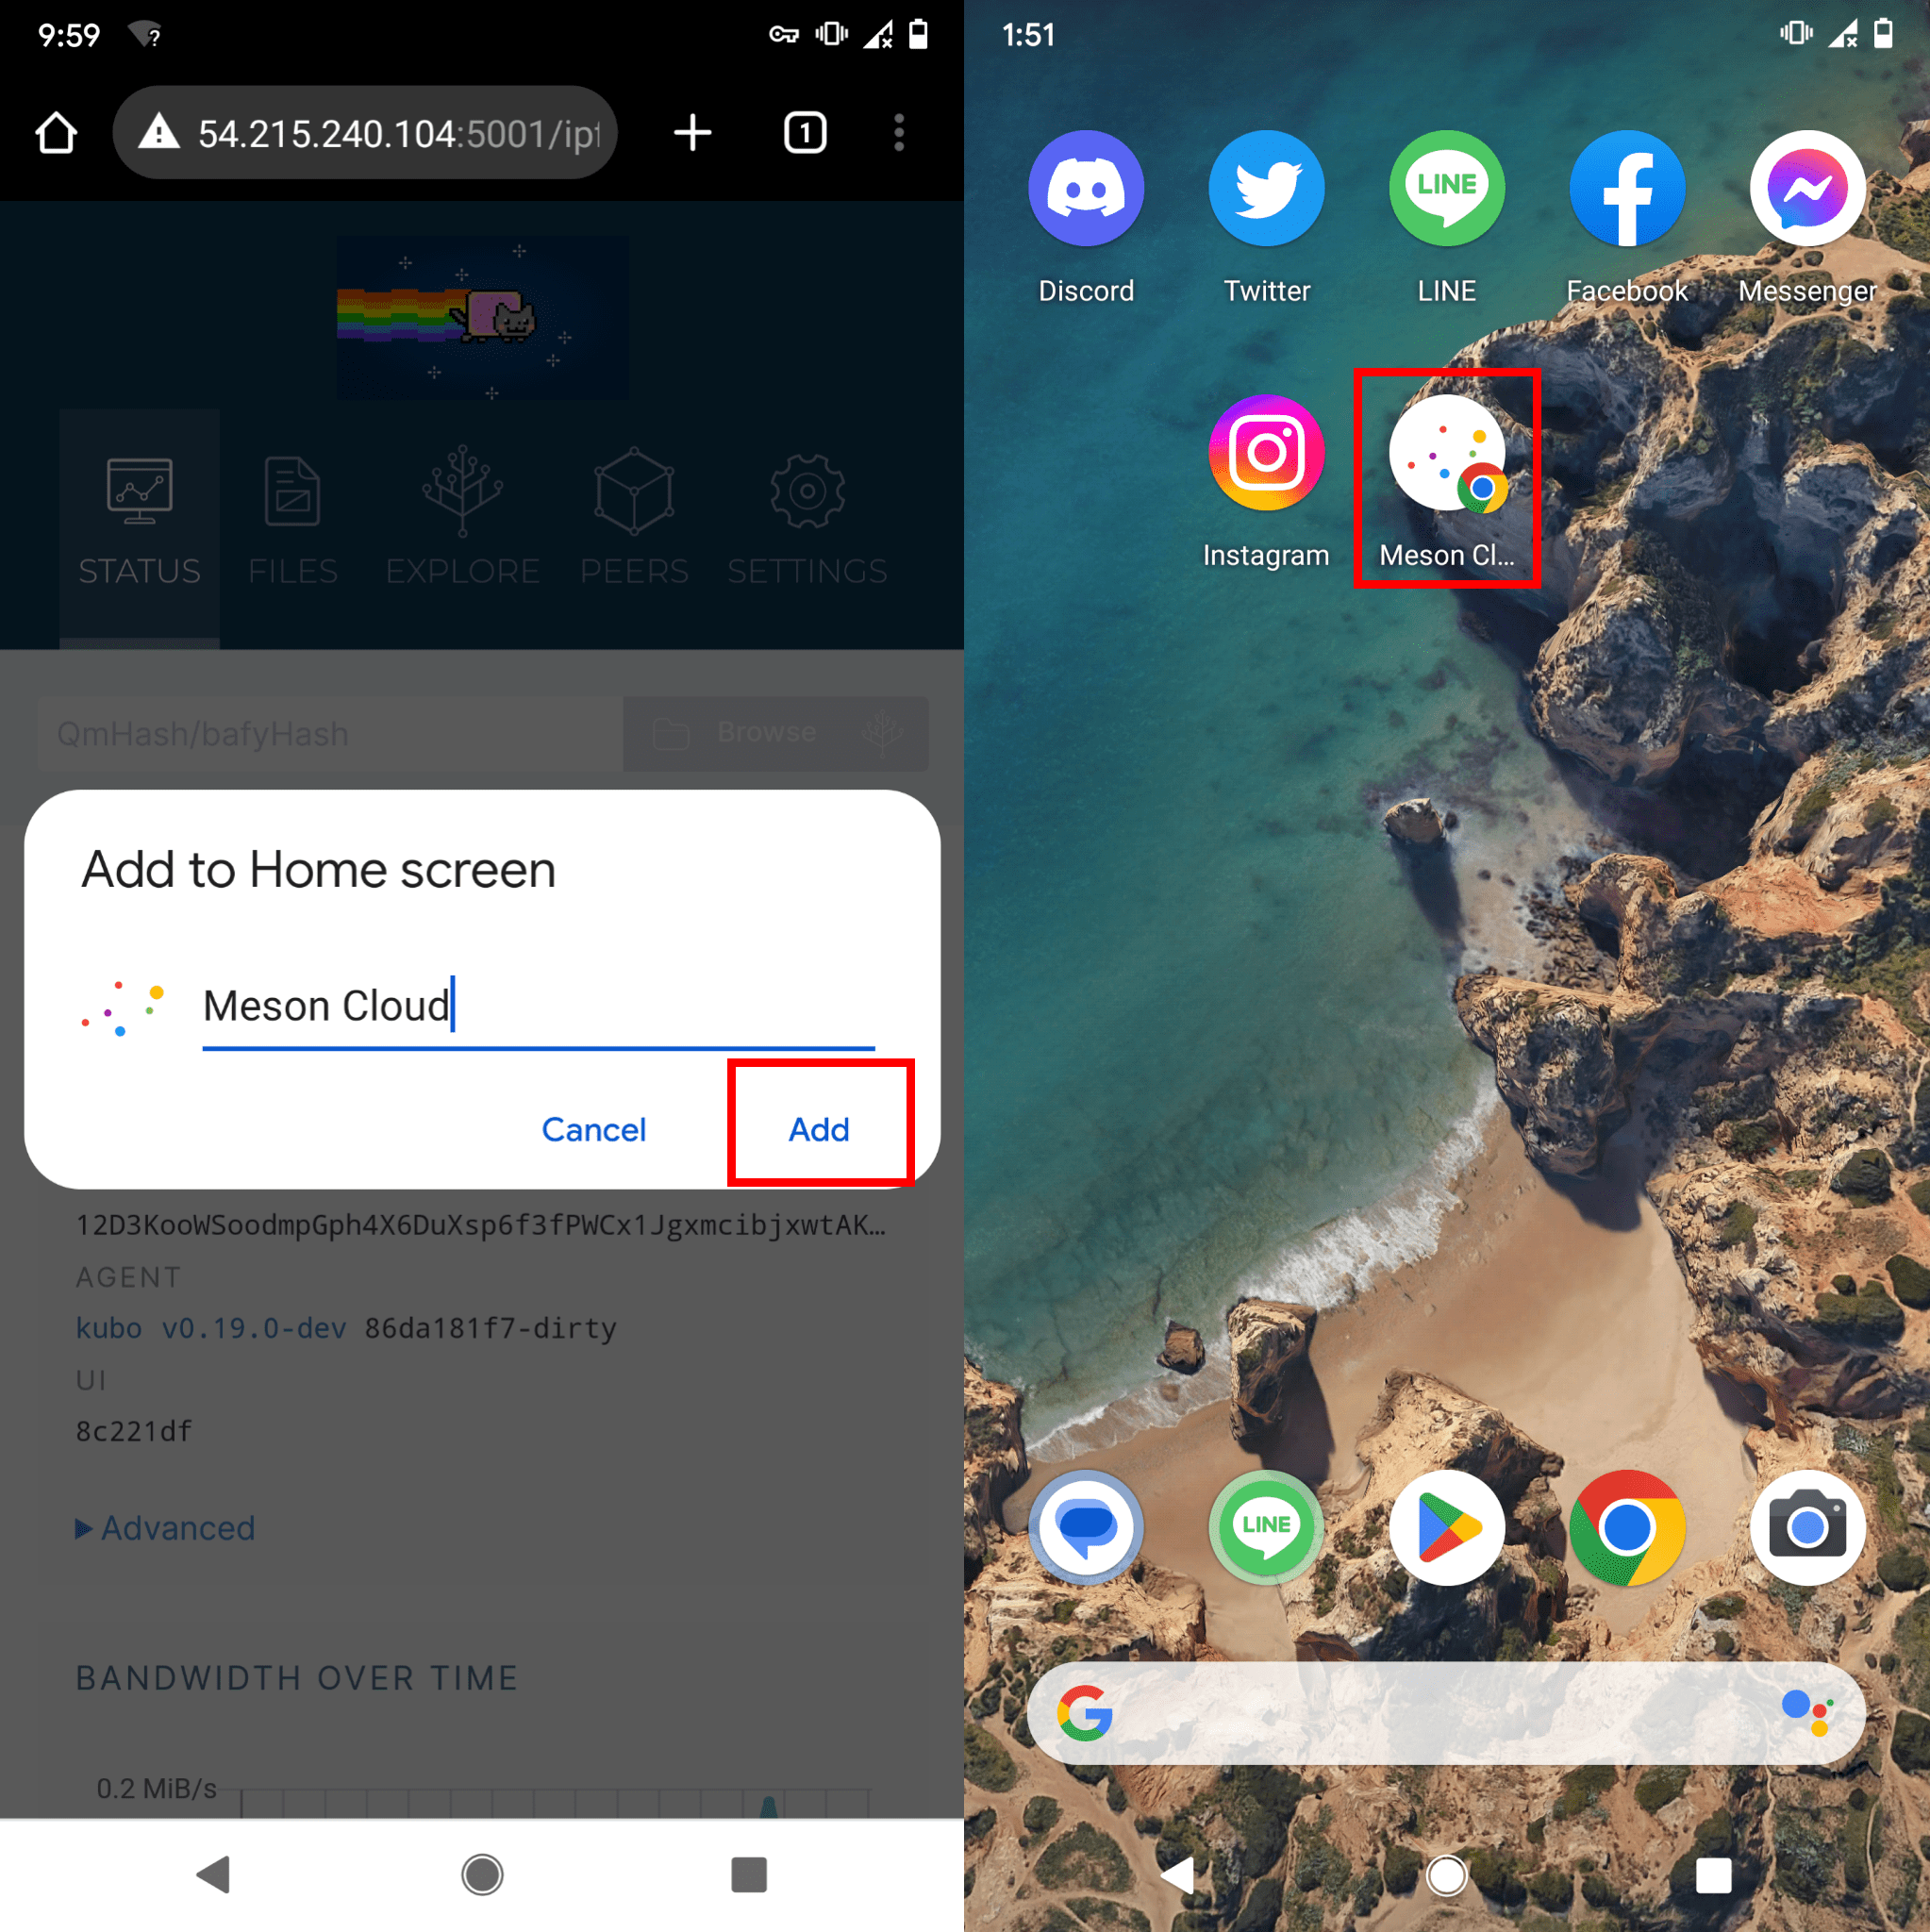 9:59
54.215.240.104:5001/ip
1
STATUS
FILES
EXPLORE
PEERS
SETTINGS
QmHash/bafyHash
Browse
Add to Home screen
Meson Cloud
Cancel
Add
12D3KooWSoodmpGph4X6DuXsp6f3fPWCx1JgxmcibjxwtAK…
AGENT
kubo v0.19.0-dev 86da181f7-dirty
UI
8c221df
Advanced
BANDWIDTH OVER TIME
0.2 MiB/s
1:51
LINE
Discord
Twitter
LINE
Facebook
Messenger
Instagram
Meson Cl…
LINE